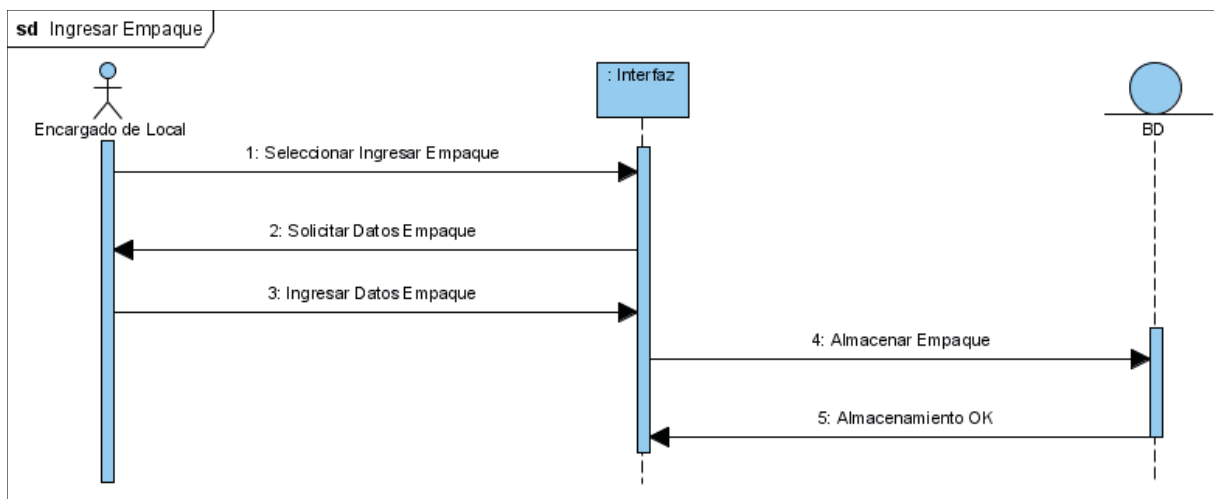 sd Ingresar Empaque
: Interfaz
Encargado de Local
BD
1: Seleccionar Ingresar Empaque
2: Solicitar Datos Empaque
3: Ingresar Datos Empaque
4: Almacenar Empaque
5: Almacenamiento OK